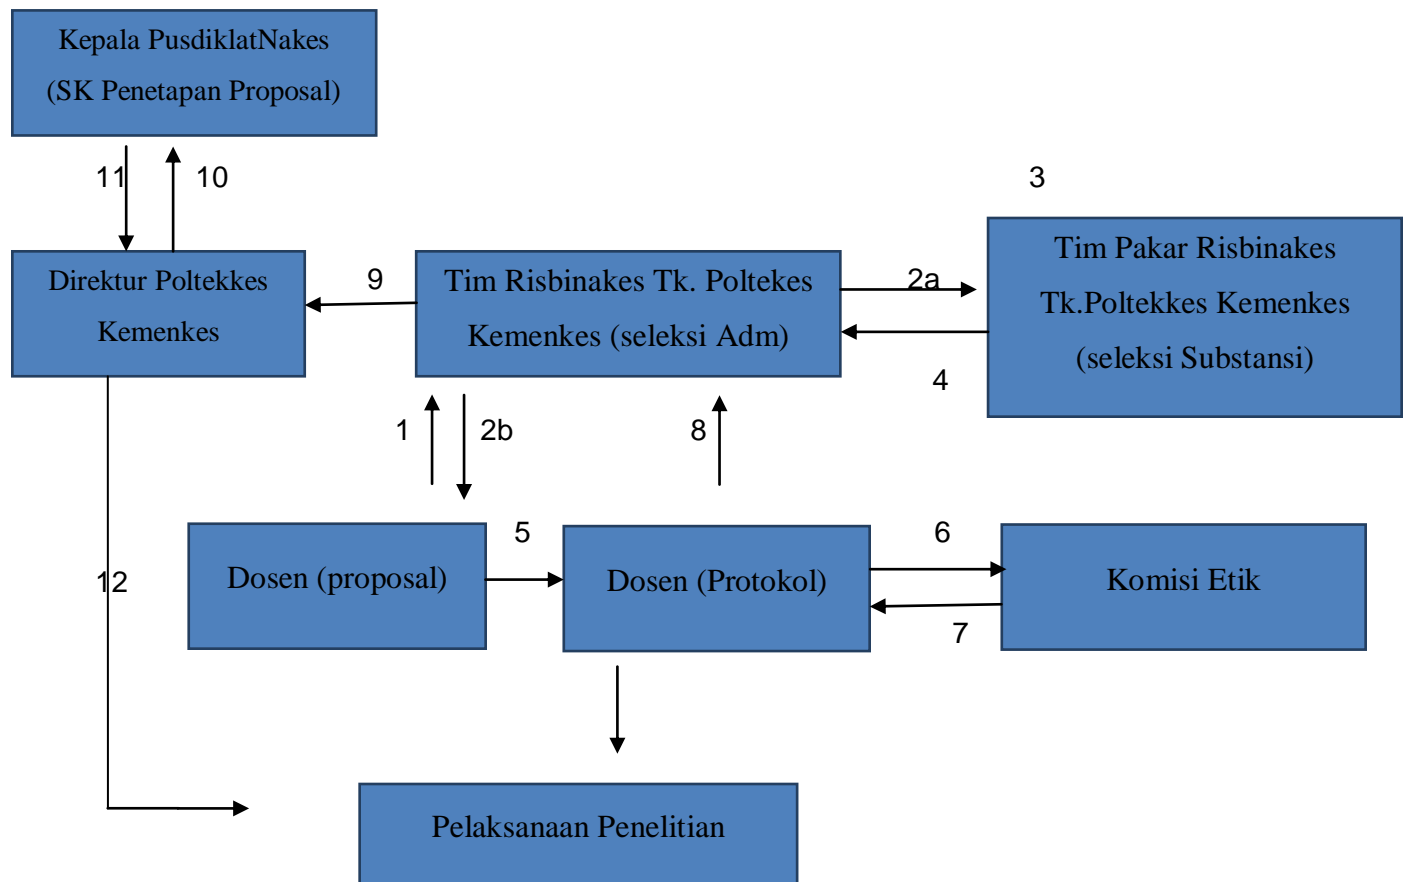 Kepala PusdiklatNakes
(SK Penetapan Proposal)
11
10
3
Direktur Poltekkes
Kemenkes
9
Tim Risbinakes Tk. Poltekes
Kemenkes (seleksi Adm)
2a
4
Tim Pakar Risbinakes
Tk.Poltekkes Kemenkes
(seleksi Substansi)
1
2b
8
12
Dosen (proposal)
5
Dosen (Protokol)
6
7
Komisi Etik
Pelaksanaan Penelitian